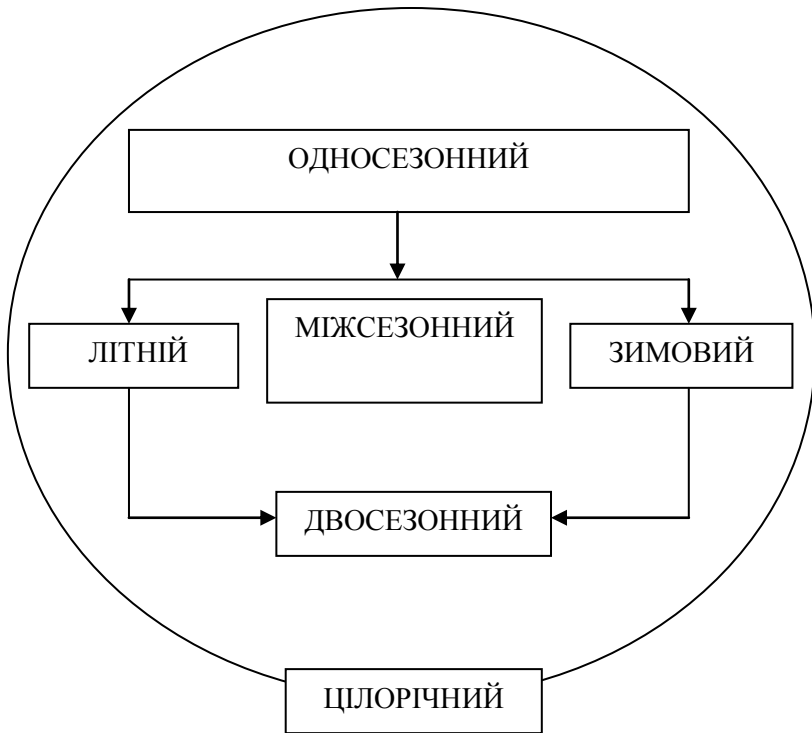 ОДНОСЕЗОННИЙ
ЛІТНІЙ
МІЖСЕЗОННИЙ
ЗИМОВИЙ
ДВОСЕЗОННИЙ
ЦІЛОРІЧНИЙ